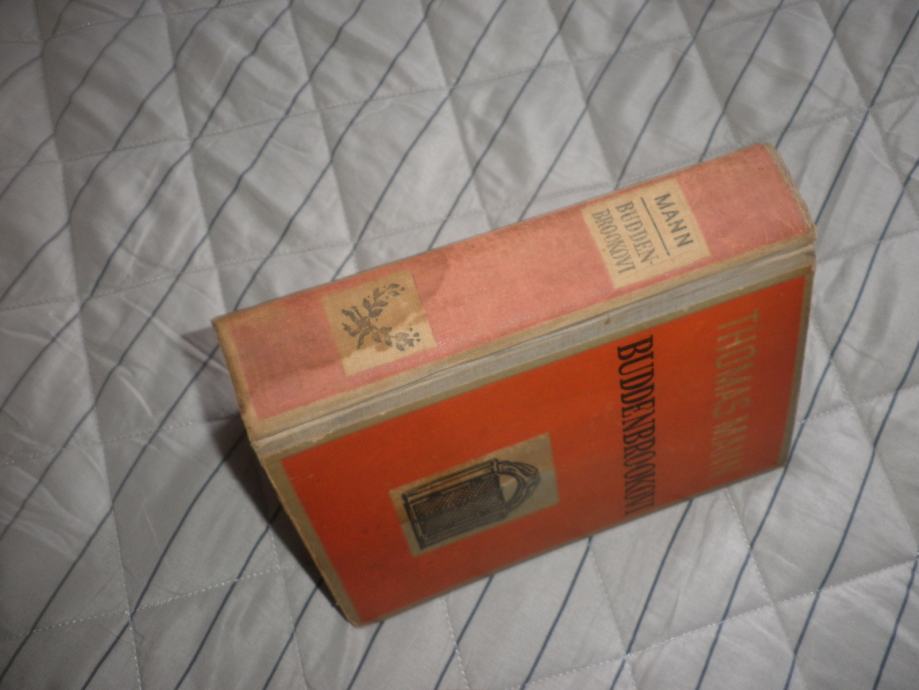 MANN
BUDDEN-
BROOKOVI
THOMAS MANN
BUDDENBROOKOVI